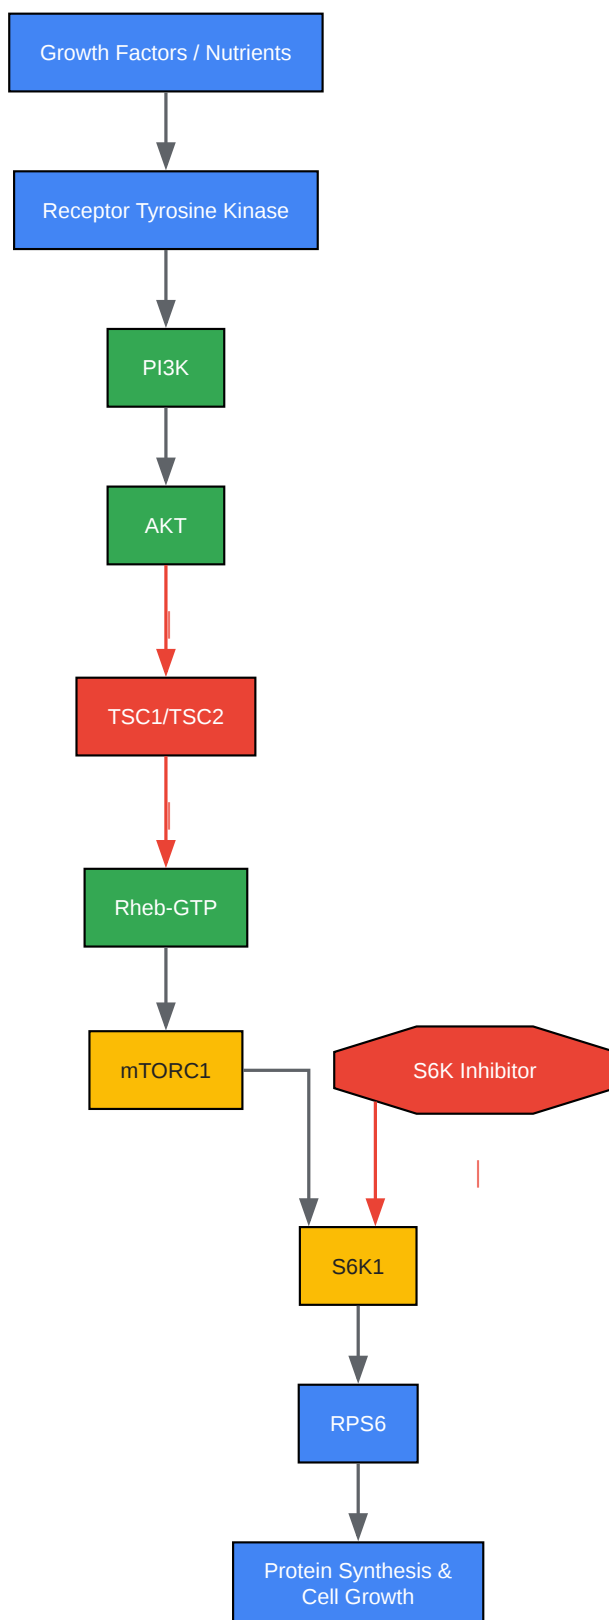 Growth Factors / Nutrients
Receptor Tyrosine Kinase
PI3K
AKT
|
TSC1/TSC2
|
Rheb-GTP
mTORC1
S6K Inhibitor
|
S6K1
RPS6
Protein Synthesis &
Cell Growth